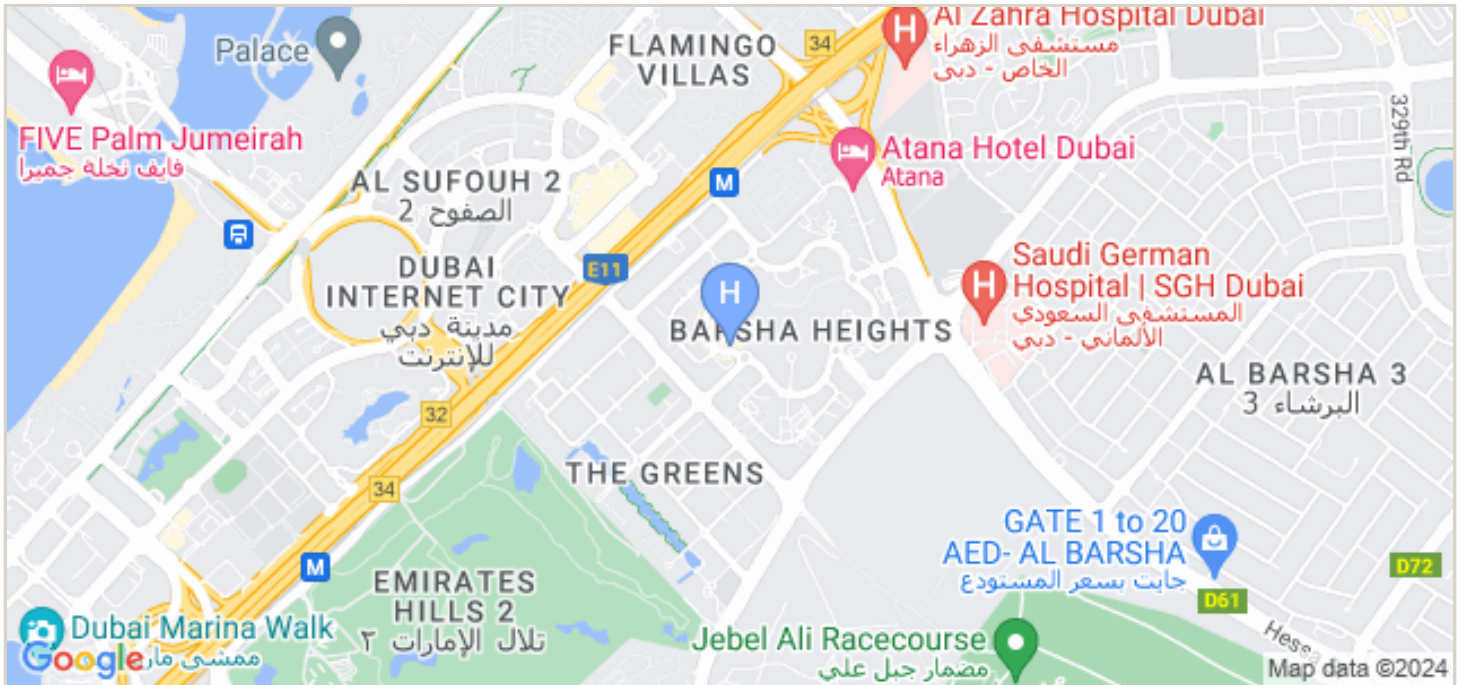 Palace
FLAMINGO
VILLAS
34
H
Al Zahra Hospital Dubai
مستشفى الزهراء
الخاص - دبي
FIVE Palm Jumeirah
فايف نخلة جميرا
329th Rd
Atana Hotel Dubai
Atana
M
AL SUFOUH 2
الصفوح 2
E11
DUBAI
INTERNET CITY
مدينة دبي
للإنترنت
H
BARSHA HEIGHTS
H
Saudi German
Hospital | SGH Dubai
المستشفى السعودي
الألماني - دبي
AL BARSHA 3
البرشاء 3
32
34
THE GREENS
M
EMIRATES
HILLS 2
تلال الإمارات ٢
GATE 1 to 20
AED- AL BARSHA
جايت بسعر المستودع
D72
D61
Dubai Marina Walk
ممشى مار
Google
Jebel Ali Racecourse
مضمار جبل علي
Hess
Map data ©2024